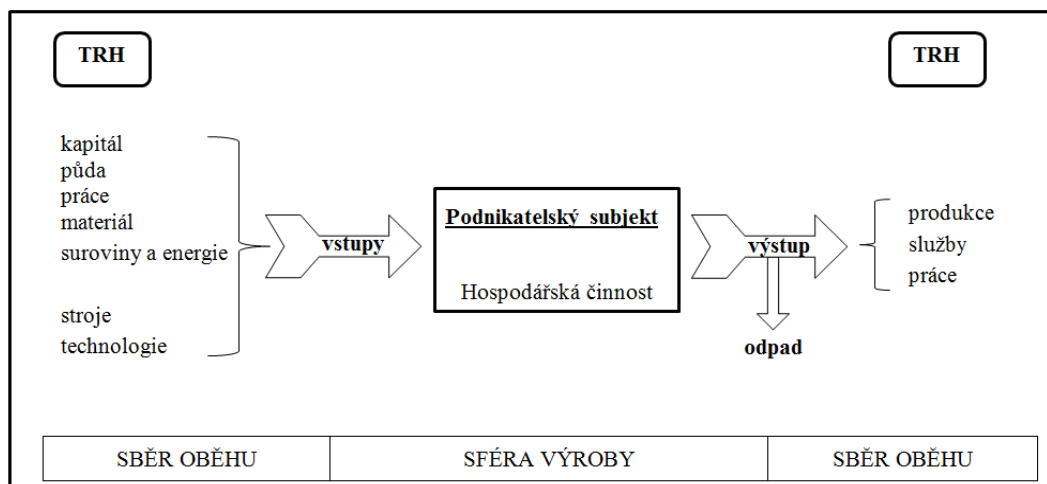 TRH
TRH
kapitál
půda
práce
materiál
suroviny a energie
stroje
technologie
vstupy
Podnikatelský subjekt
Hospodářská činnost
výstup
odpad
produkce
služby
práce
SBĚR OBĚHU
SFÉRA VÝROBY
SBĚR OBĚHU